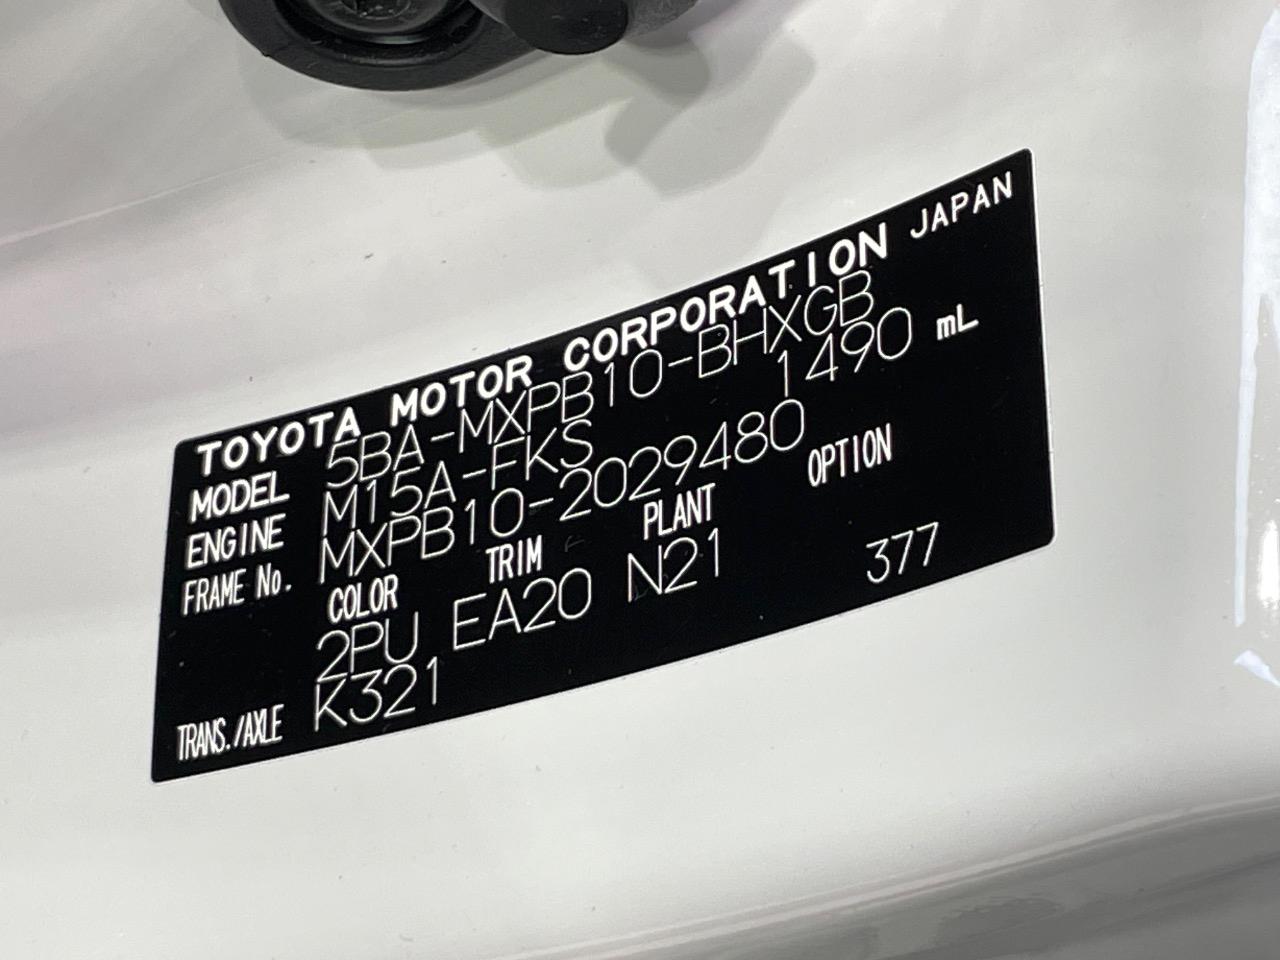 TOYOTA MOTOR CORPORATION JAPAN
MODEL 5BA-MXPB10-BHXGB
ENGINE M15A-FKS 1490 mL
FRAME No. MXPB10-2029480
COLOR TRIM PLANT OPTION
2PU EA20 N21 377
TRANS./AXLE K321